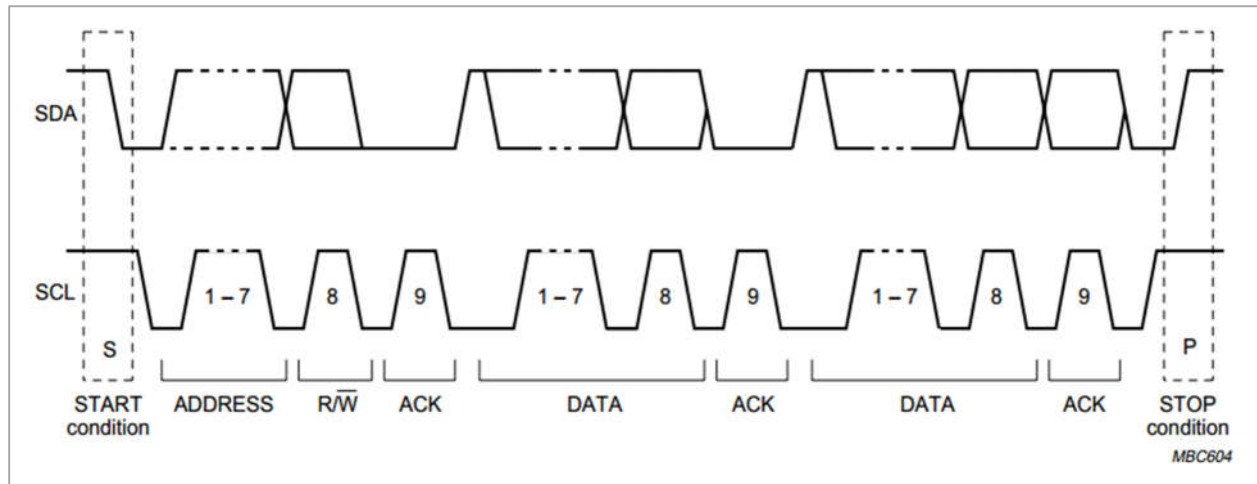 SDA
SCL
1 – 7
8
9
1 – 7
8
9
1 – 7
8
9
S
P
START
condition
ADDRESS
R/W̅
ACK
DATA
ACK
DATA
ACK
STOP
condition
MBC604